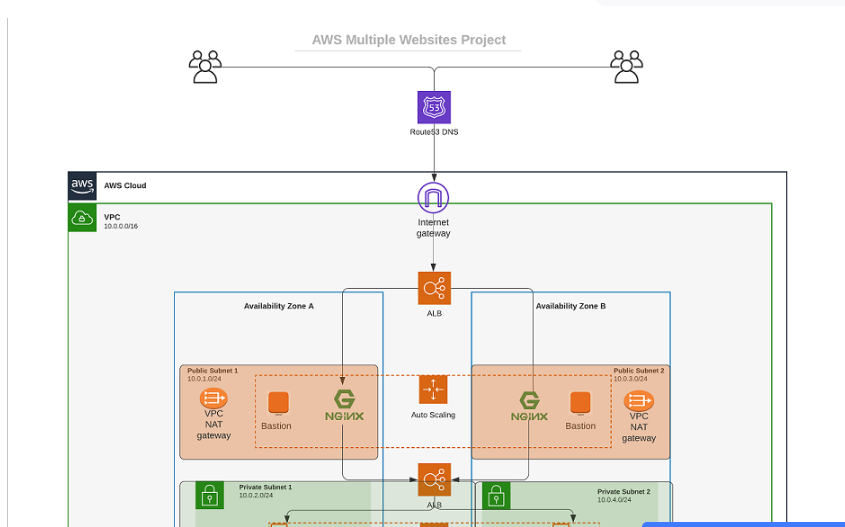 AWS Multiple Websites Project
53
Route53 DNS
aws
AWS Cloud
VPC
10.0.0.0/16
Internet
gateway
ALB
Availability Zone A
Availability Zone B
Public Subnet 1
10.0.1.0/24
VPC
NAT
gateway
Bastion
NGINX
Auto Scaling
NGINX
Bastion
Public Subnet 2
10.0.3.0/24
VPC
NAT
gateway
ALB
Private Subnet 1
10.0.2.0/24
Private Subnet 2
10.0.4.0/24